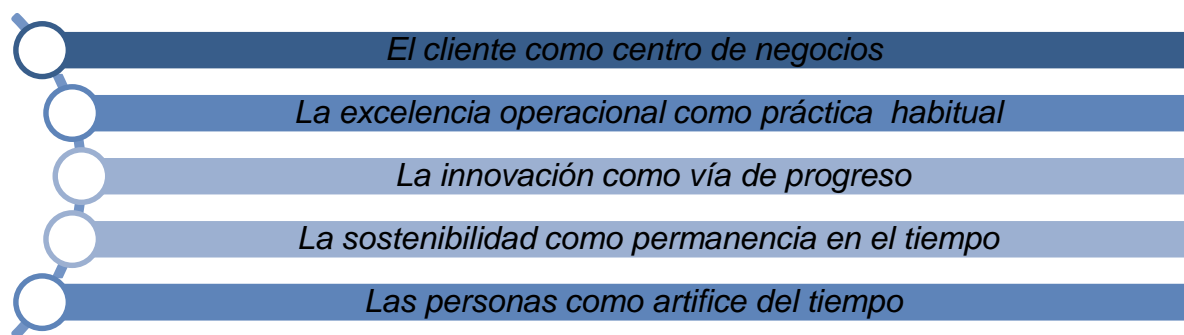 El cliente como centro de negocios
La excelencia operacional como práctica  habitual
La innovación como vía de progreso
La sostenibilidad como permanencia en el tiempo
Las personas como artifice del tiempo